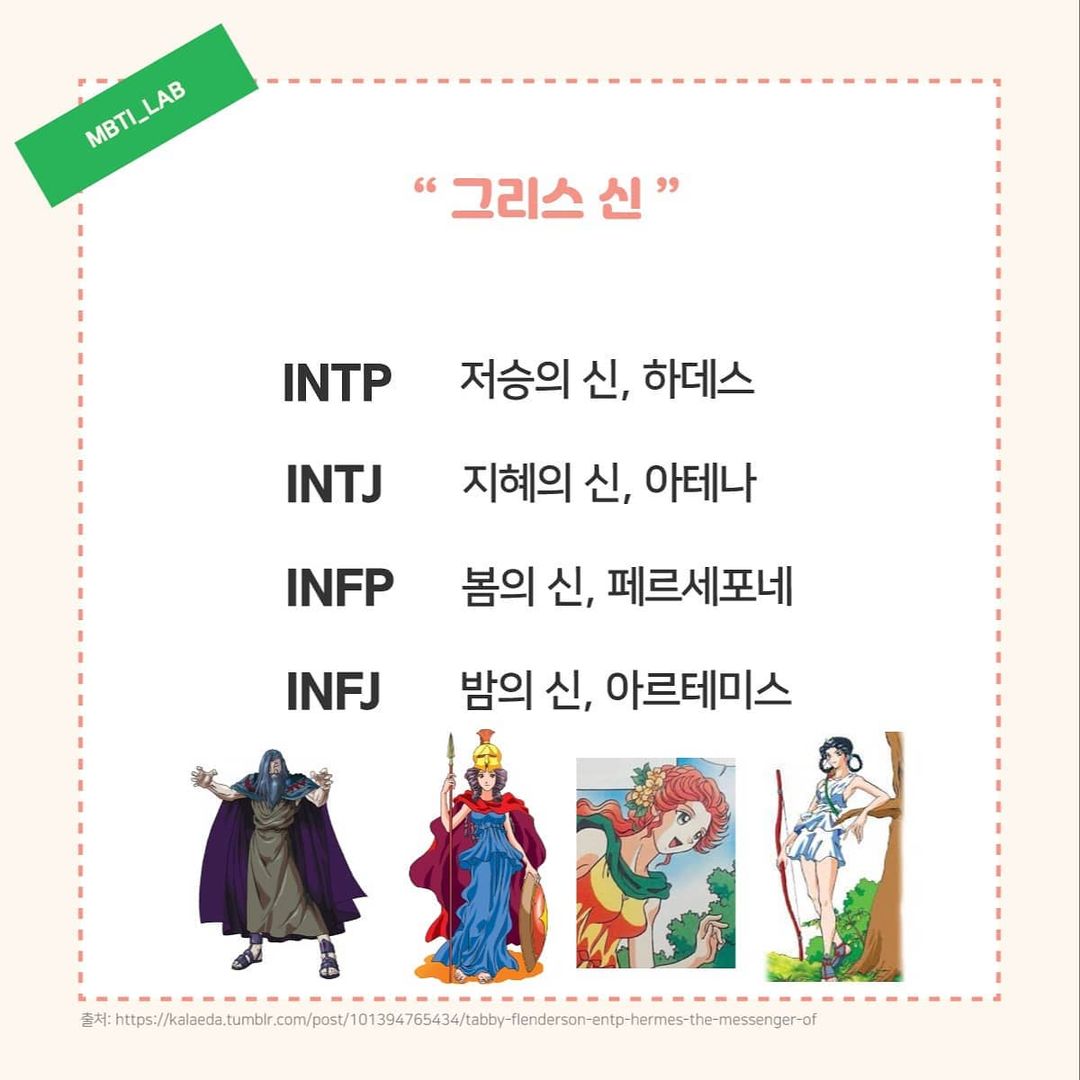 MBTI_LAB
“ 그리스 신 ”
INTP 저승의 신, 하데스
INTJ 지혜의 신, 아테나
INFP 봄의 신, 페르세포네
INFJ 밤의 신, 아르테미스
출처: https://kalaeda.tumblr.com/post/101394765434/tabby-flenderson-entp-hermes-the-messenger-of